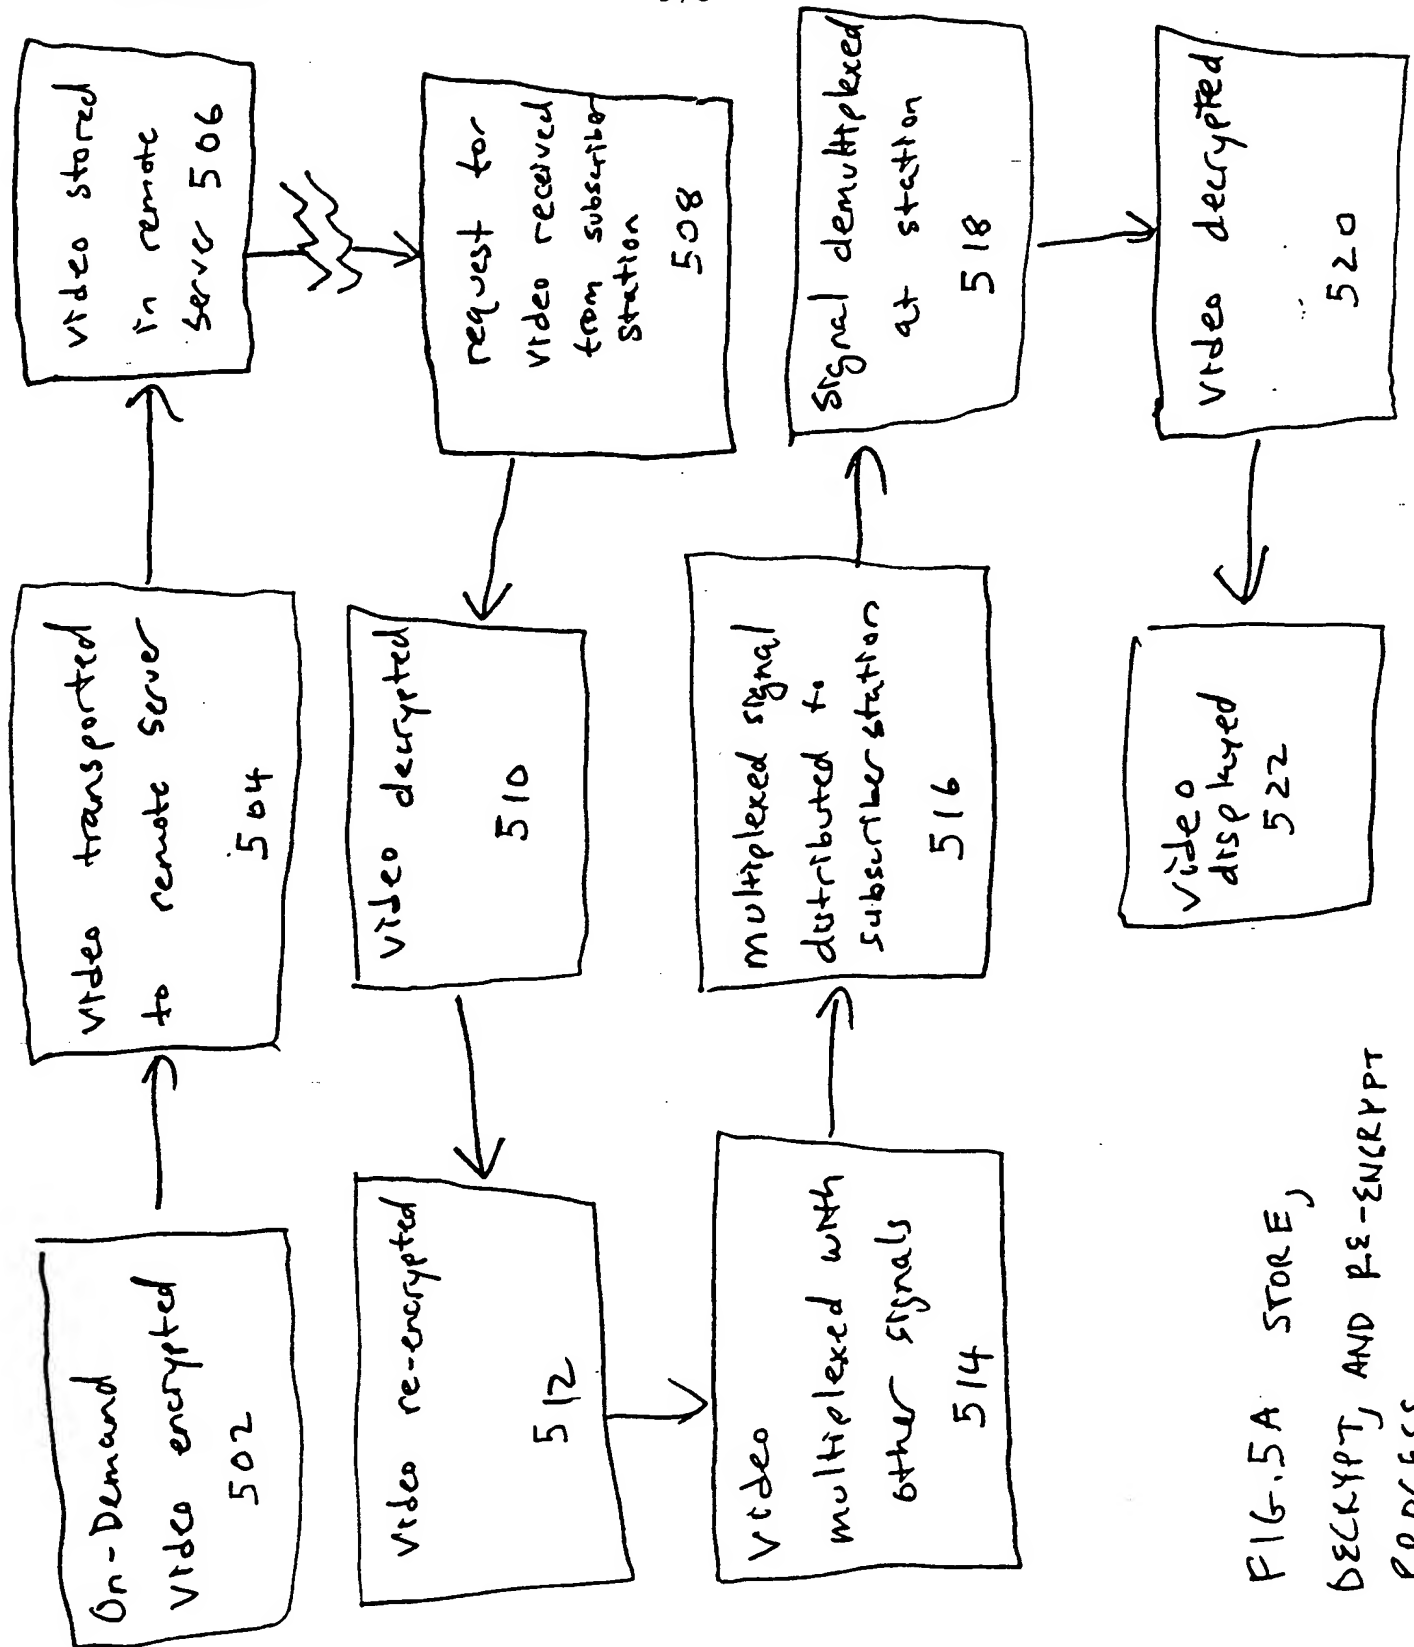 On-Demand
video encrypted
502
video transported
to remote server
504
video stored
in remote
server 506
request for
video received
from subscriber
station
508
video decrypted
510
video re-encrypted
512
video
multiplexed with
other signals
514
multiplexed signal
distributed to
subscriber station
516
signal demultiplexed
at station
518
video decrypted
520
video
displayed
522
FIG. 5A STORE,
DECRYPT, AND RE-ENCRYPT
PROCESS